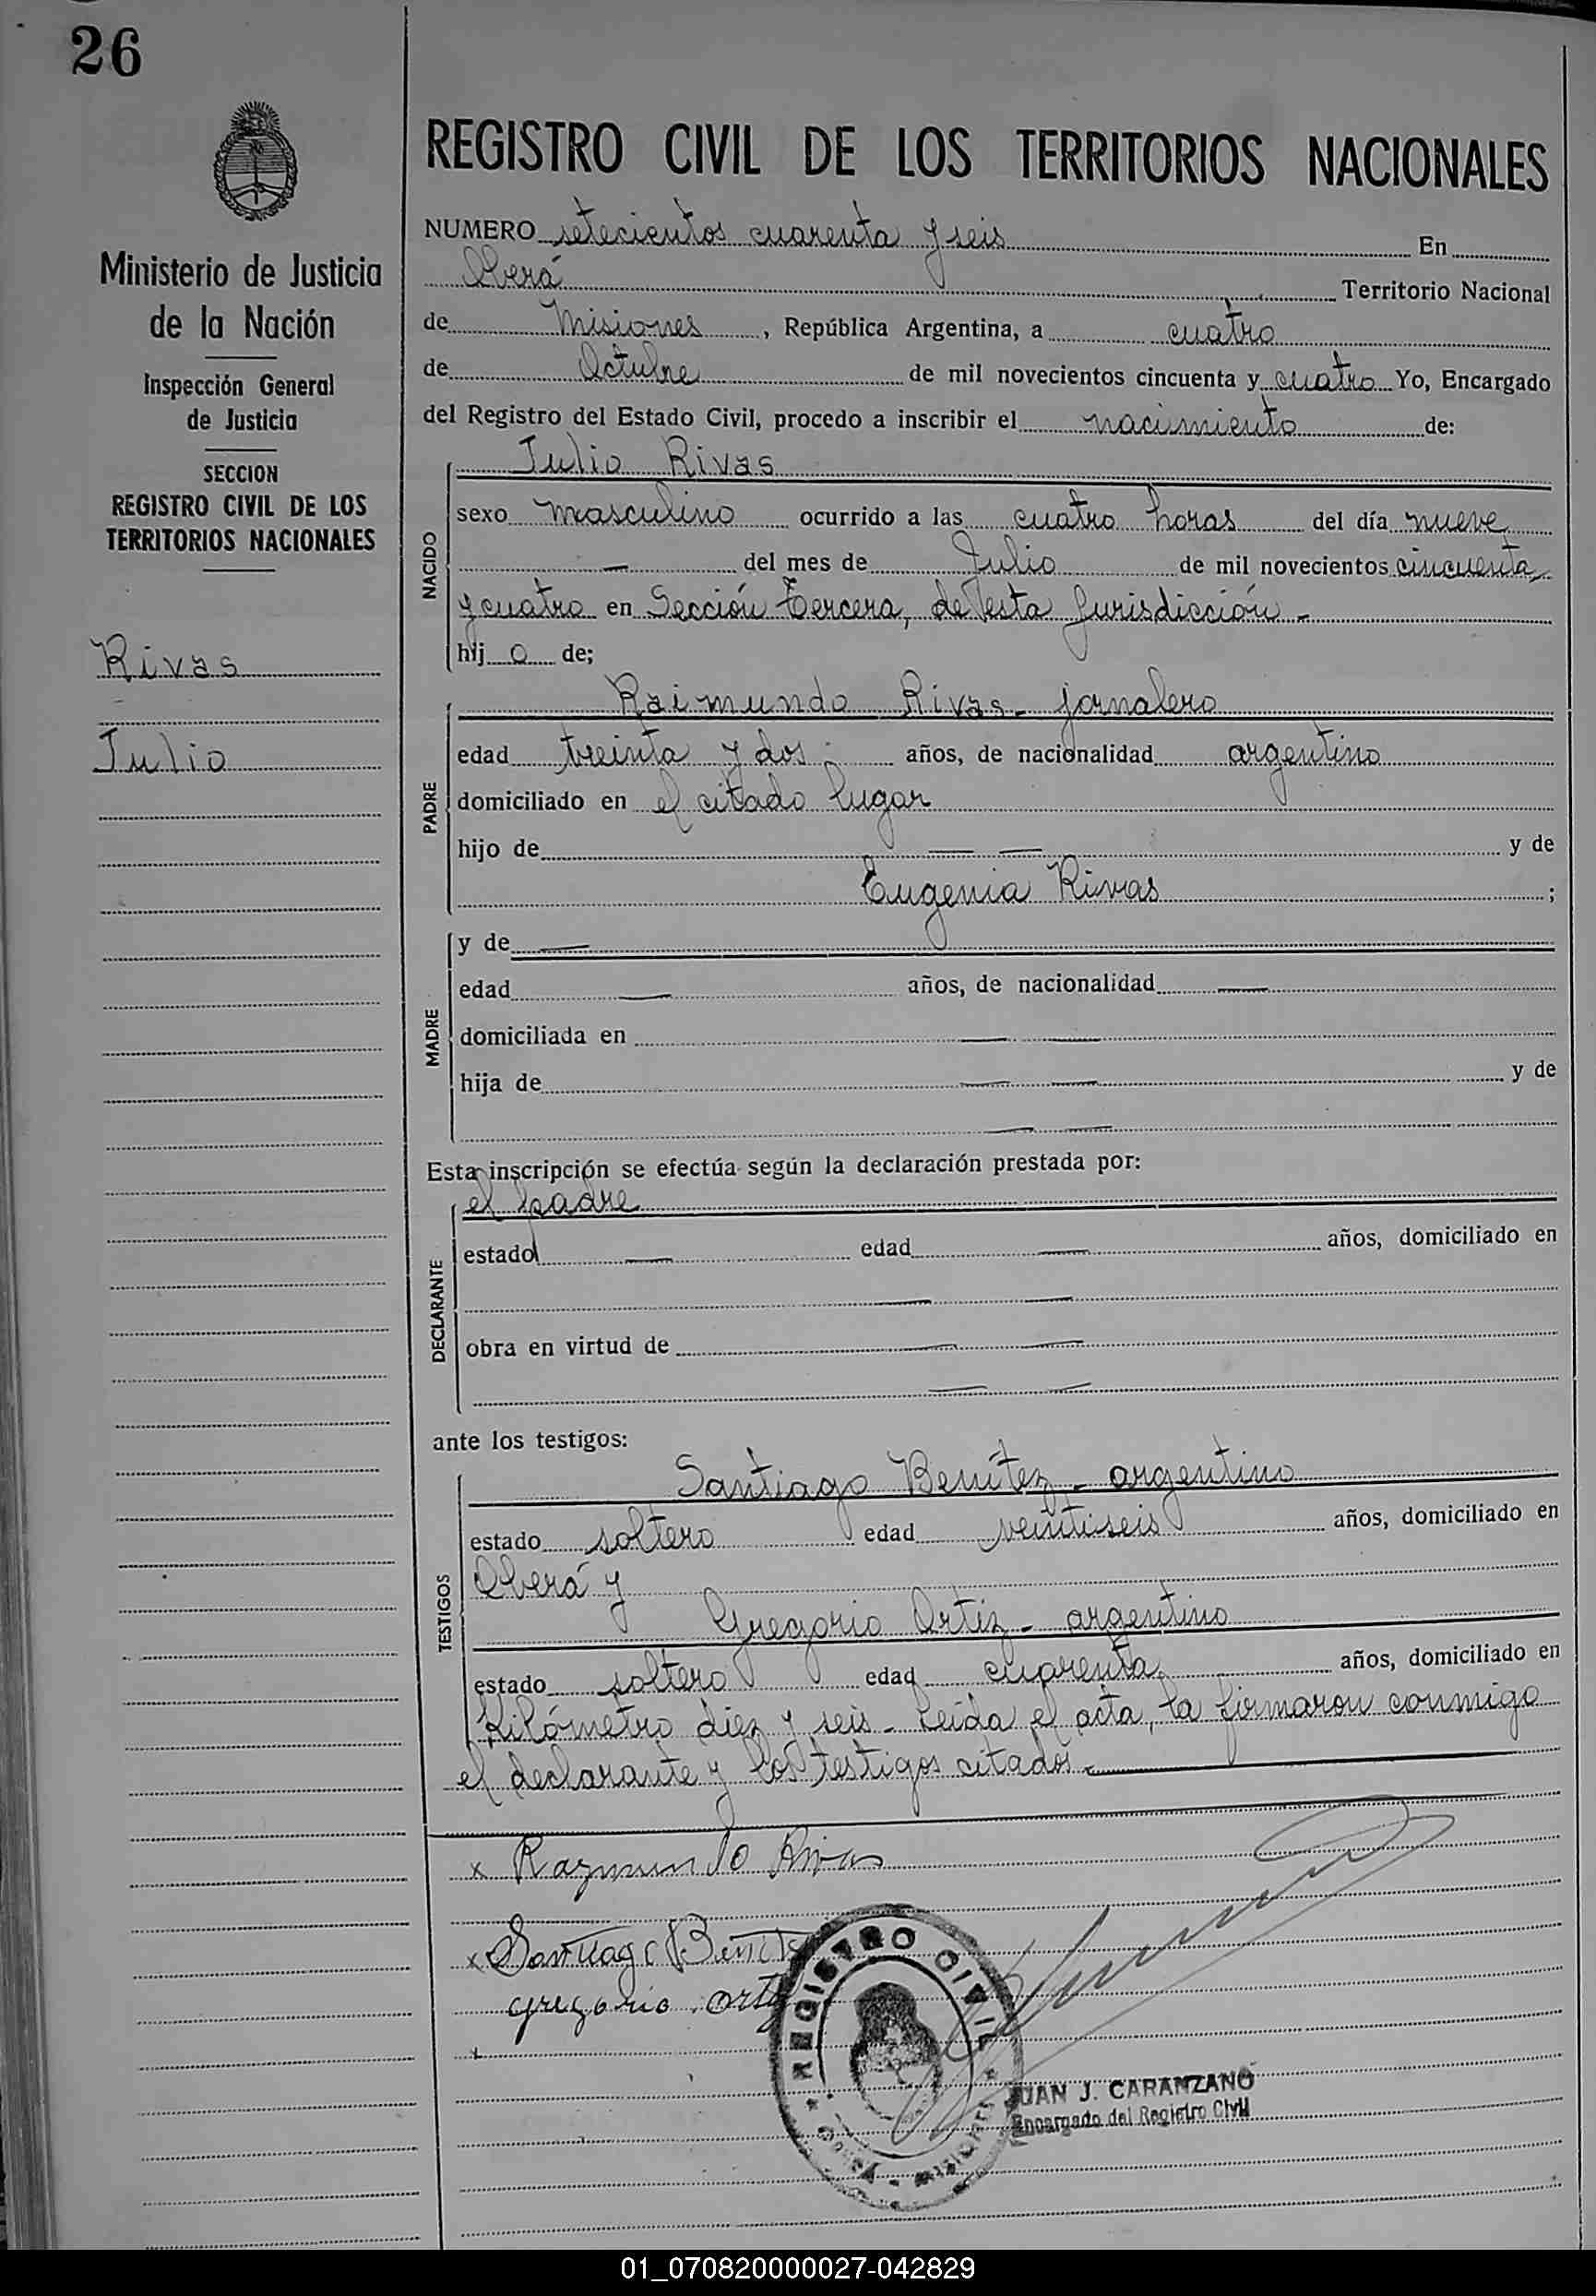 26
Ministerio de Justicia
de la Nación
Inspección General
de Justicia
SECCION
REGISTRO CIVIL DE LOS
TERRITORIOS NACIONALES
Rivas
Julio
REGISTRO CIVIL DE LOS TERRITORIOS NACIONALES
NUMERO setecientos cuarenta y seis En
Oberá Territorio Nacional
de Misiones, República Argentina, a cuatro
de Octubre de mil novecientos cincuenta y cuatro Yo, Encargado
del Registro del Estado Civil, procedo a inscribir el nacimiento de:
Julio Rivas
NACIDO
sexo masculino ocurrido a las cuatro horas del día nueve
— del mes de Julio de mil novecientos cincuenta
y cuatro en Sección Tercera, de esta Jurisdicción.-
hij o de;
Raimundo Rivas- jornalero
PADRE
edad treinta y dos.- años, de nacionalidad argentino
domiciliado en el citado lugar
hijo de — — y de
Eugenia Rivas ;
MADRE
y de —
edad — años, de nacionalidad —
domiciliada en — —
hija de — — y de
— —
Esta inscripción se efectúa según la declaración prestada por:
el padre
DECLARANTE
estado — edad — años, domiciliado en
— —
obra en virtud de — —
— —
ante los testigos:
Santiago Benítez- argentino
TESTIGOS
estado soltero edad veintiseis años, domiciliado en
Oberá y
Gregorio Ortiz- argentino
estado soltero edad cuarenta años, domiciliado en
Kilómetro diez y seis- Leída el acta, la firmaron conmigo
el declarante y los testigos citados.-
x Raymundo Rivas
x Santiago Benitez
gregorio Ortiz
x
REGISTRO CIVIL
OBERÁ - MISIONES
JUAN J. CARANZANO
Encargado del Registro Civil
01_070820000027-042829